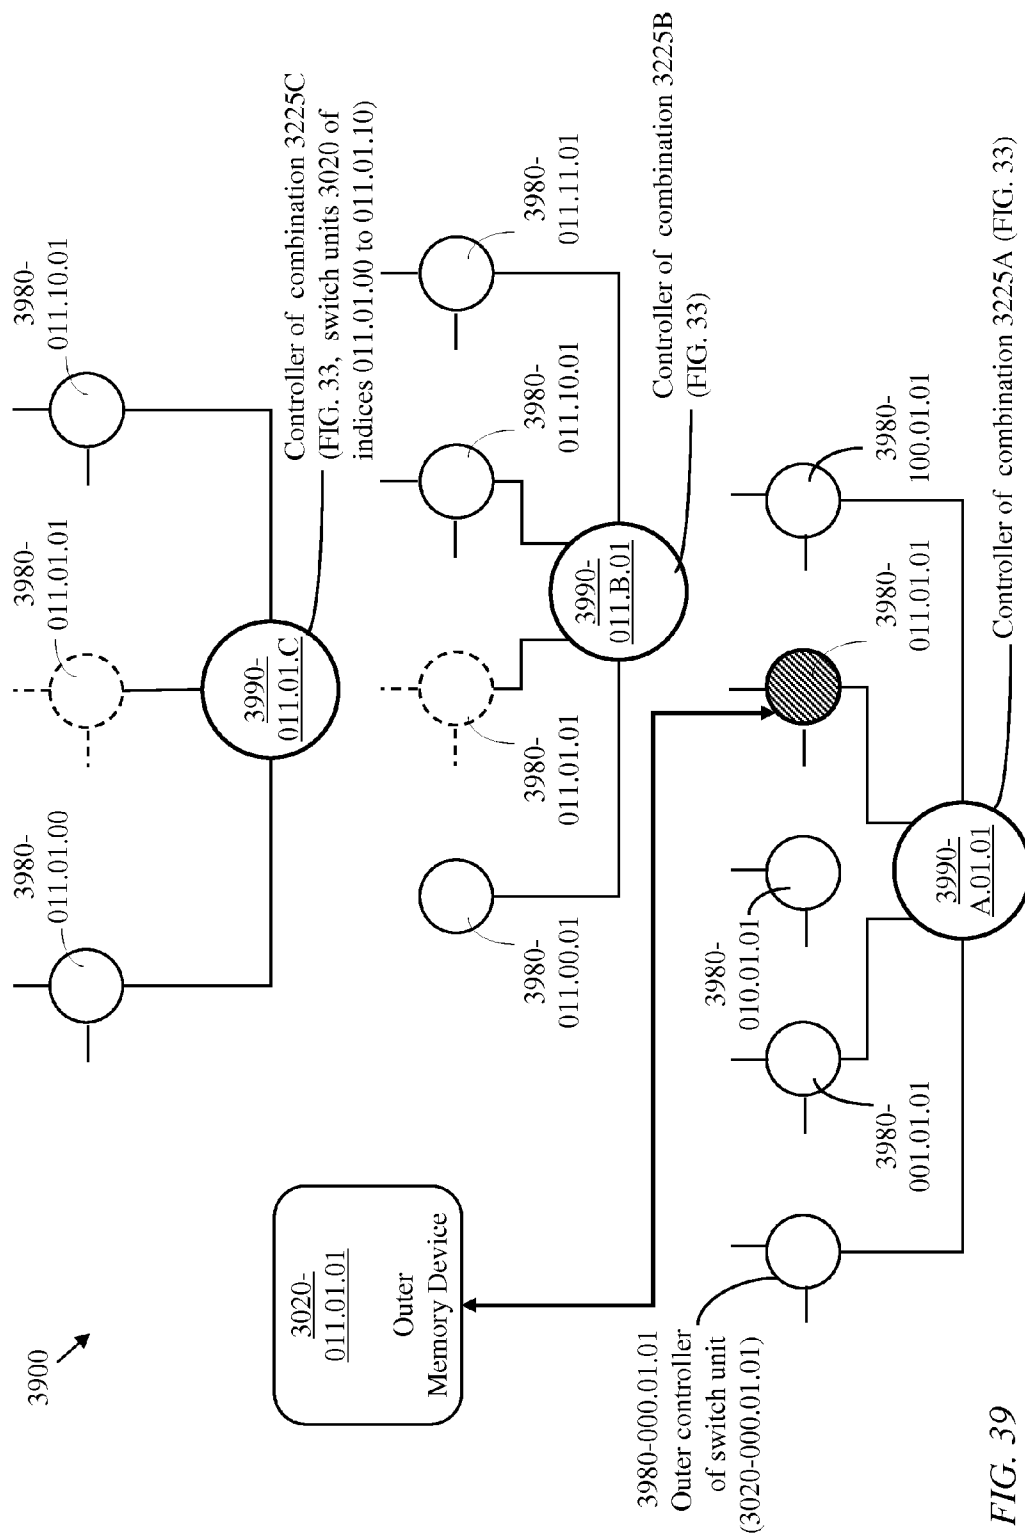 3900
3980-
011.01.00
3980-
011.01.01
3980-
011.10.01
3990-
011.01.C
Controller of combination 3225C
(FIG. 33, switch units 3020 of
indices 011.01.00 to 011.01.10)
3020-
011.01.01
Outer
Memory Device
3980-
011.00.01
3980-
011.01.01
3980-
011.10.01
3980-
011.11.01
3990-
011.B.01
Controller of combination 3225B
(FIG. 33)
3980-000.01.01
Outer controller
of switch unit
(3020-000.01.01)
3980-
001.01.01
3980-
010.01.01
3980-
011.01.01
3980-
100.01.01
3990-
A.01.01
Controller of combination 3225A (FIG. 33)
FIG. 39